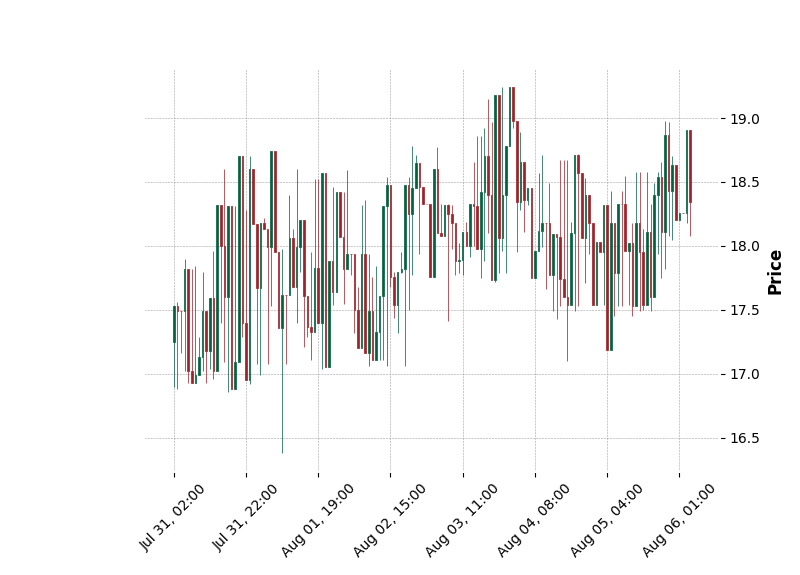 19.0
18.5
18.0
17.5
17.0
16.5
Price
Jul 31, 02:00
Jul 31, 22:00
Aug 01, 19:00
Aug 02, 15:00
Aug 03, 11:00
Aug 04, 08:00
Aug 05, 04:00
Aug 06, 01:00